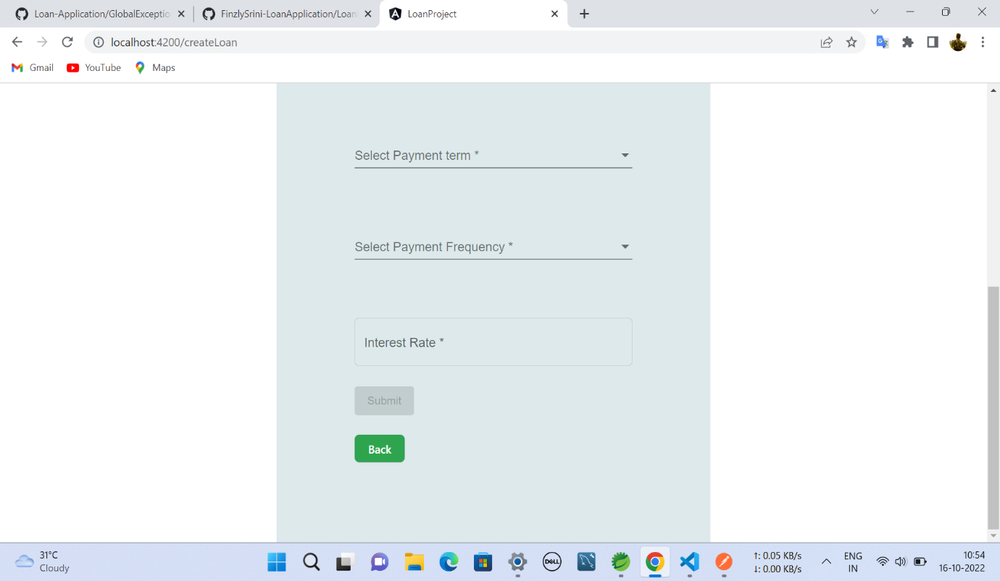 Loan-Application/GlobalExceptio
FinzlySrini-LoanApplication/Loan
LoanProject
localhost:4200/createLoan
Gmail
YouTube
Maps
Select Payment term *
Select Payment Frequency *
Interest Rate *
Submit
Back
31°C
Cloudy
DELL
↑: 0.05 KB/s
↓: 0.00 KB/s
ENG
IN
10:54
16-10-2022